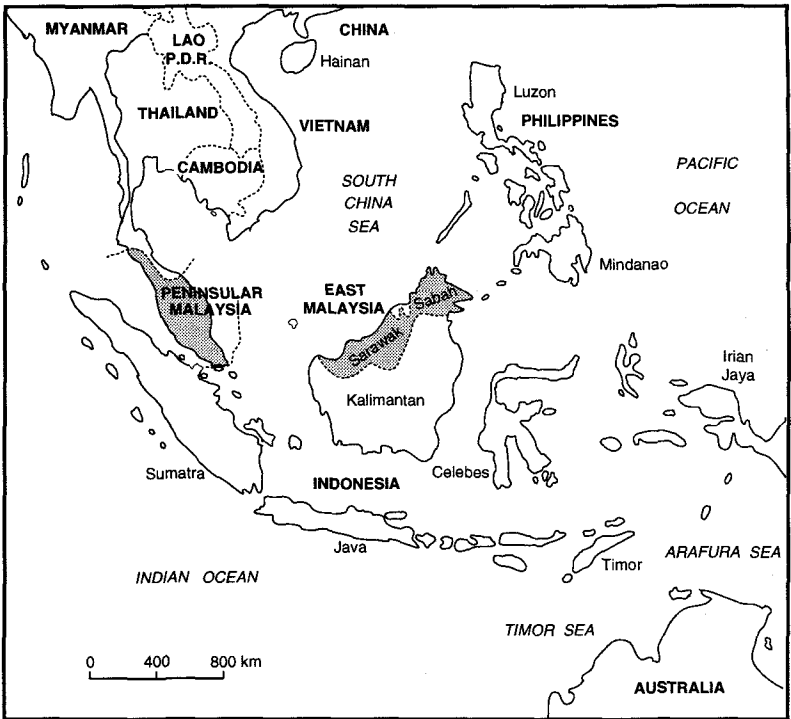 MYANMAR
LAO
P.D.R.
CHINA
Hainan
THAILAND
VIETNAM
CAMBODIA
Luzon
PHILIPPINES
SOUTH
CHINA
SEA
PACIFIC
OCEAN
Mindanao
PENINSULAR
MALAYSIA
EAST
MALAYSIA
Sabah
Sarawak
Kalimantan
Irian
Jaya
Sumatra
INDONESIA
Celebes
Java
Timor
ARAFURA SEA
INDIAN OCEAN
TIMOR SEA
0 400 800 km
AUSTRALIA